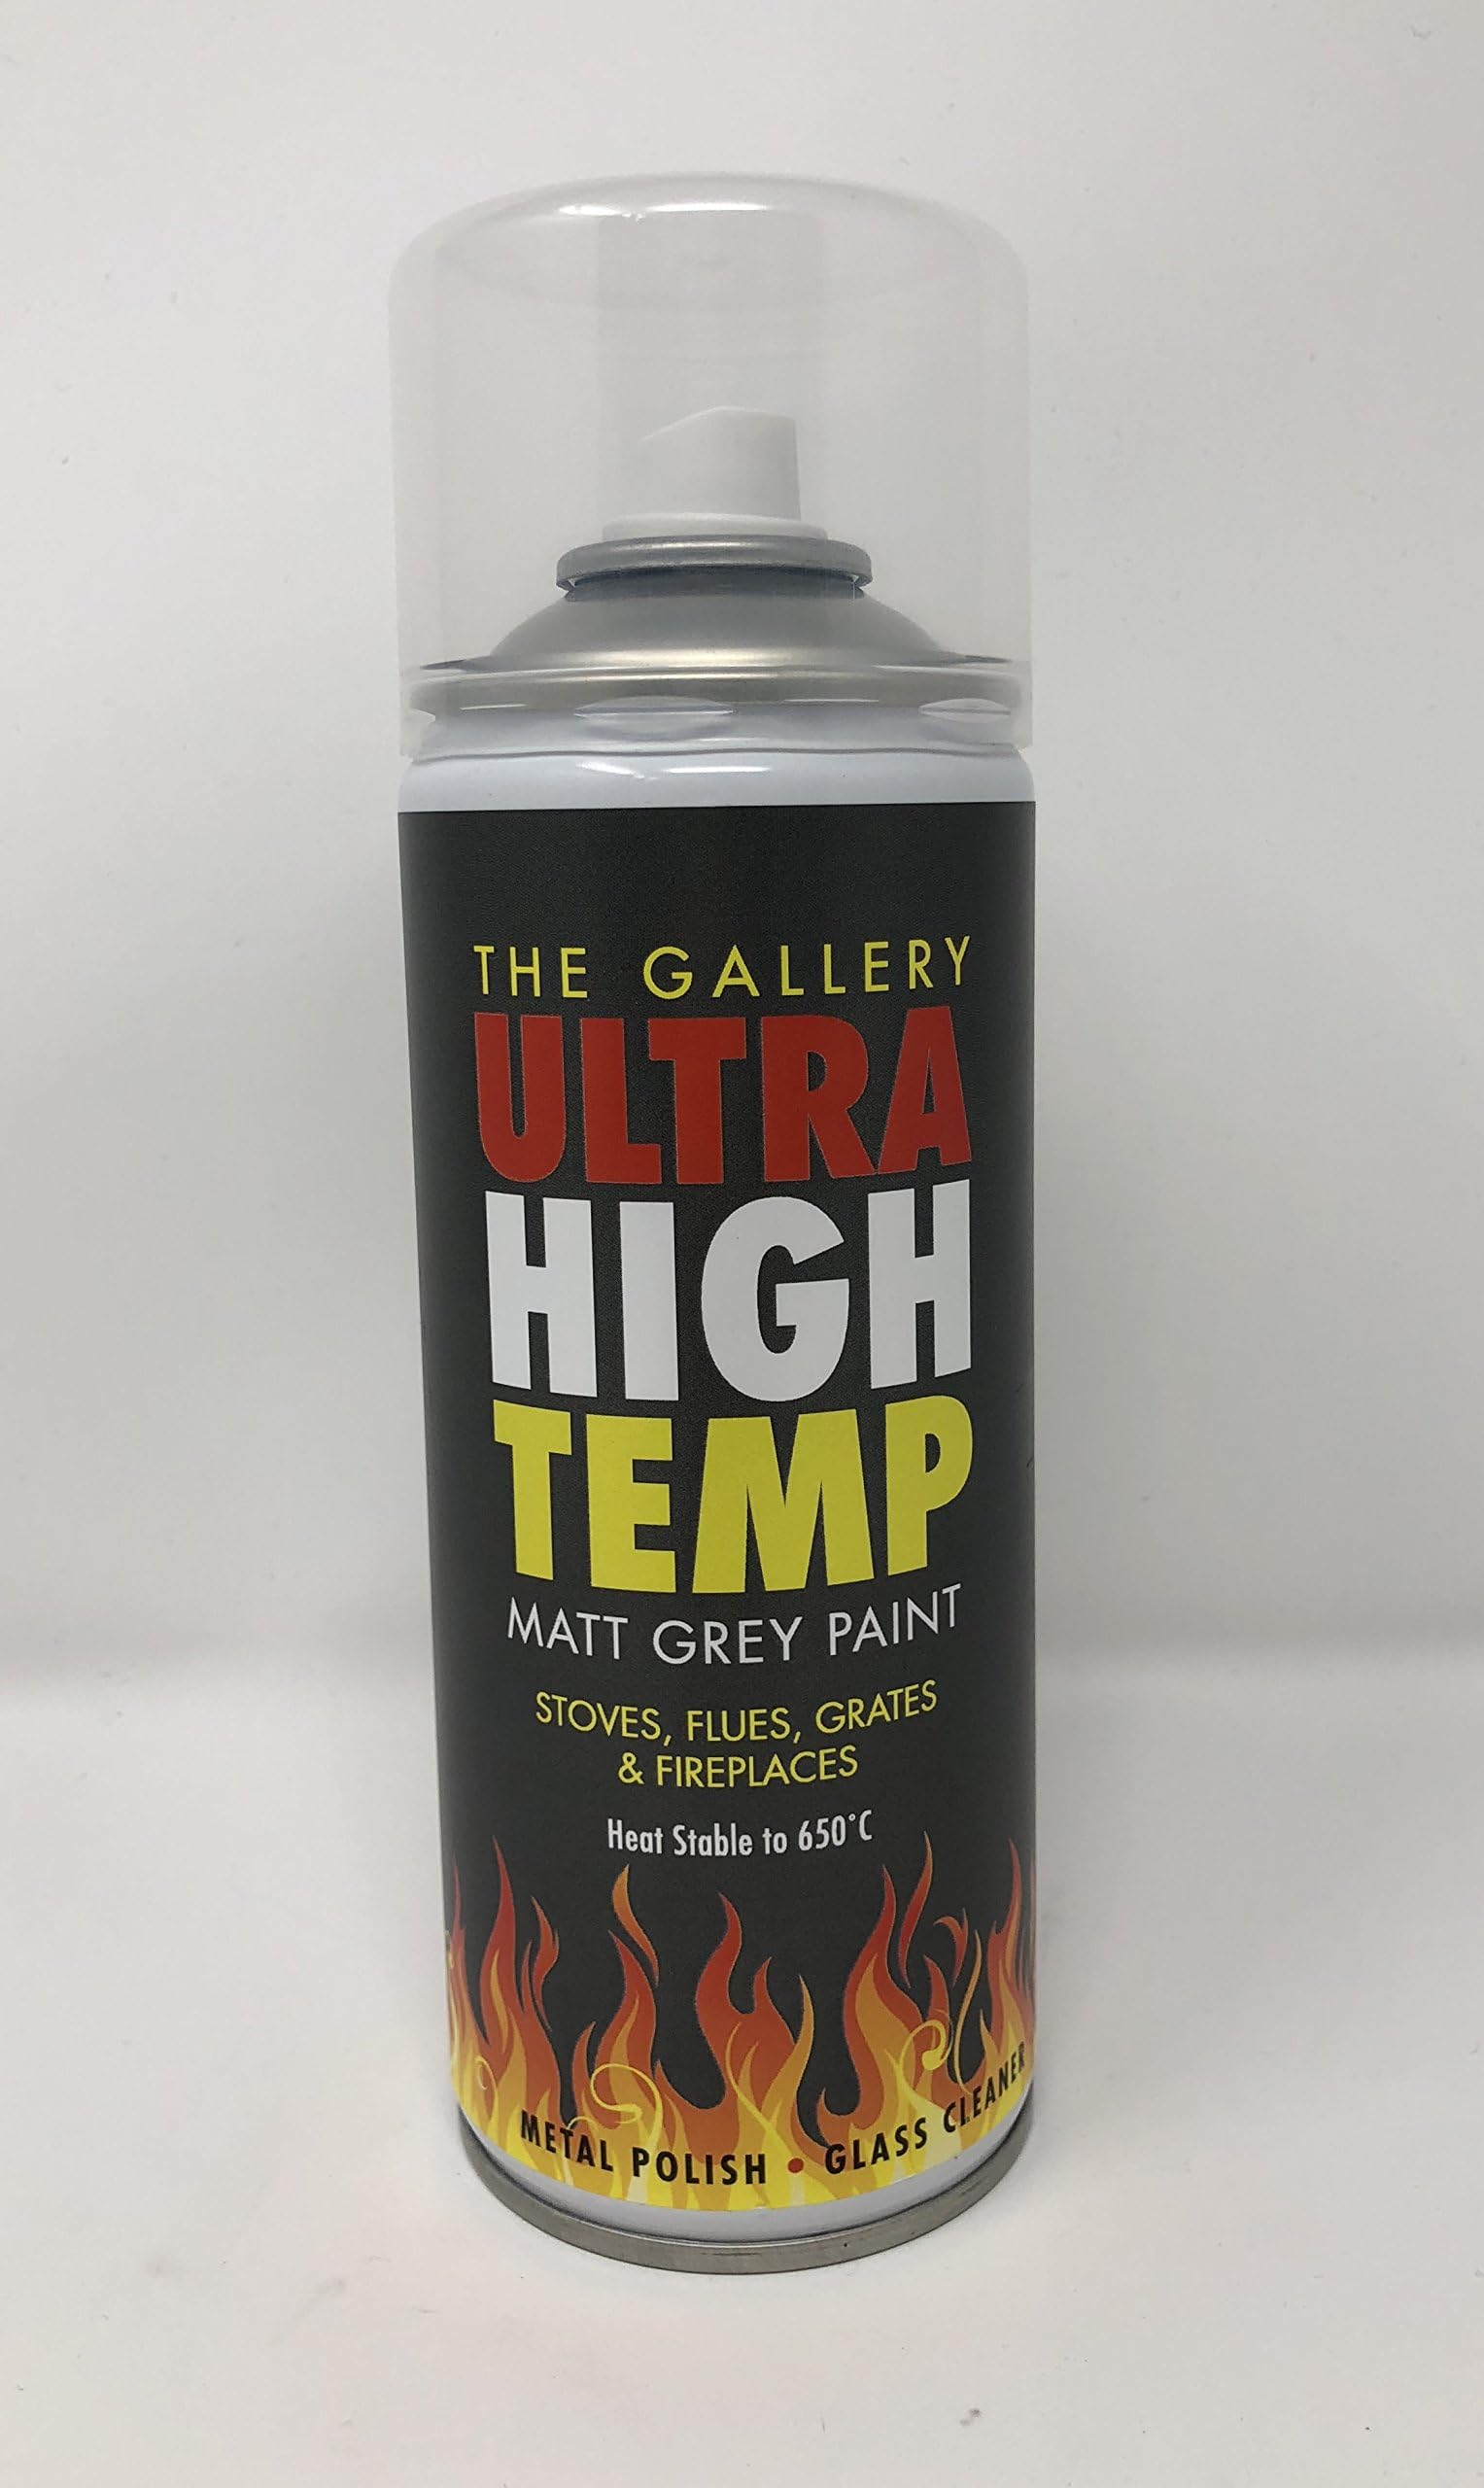 THE GALLERY
ULTRA
HIGH
TEMP
MATT GREY PAINT
STOVES, FLUES, GRATES
& FIREPLACES
Heat Stable to 650°C
METAL POLISH • GLASS CLEANER